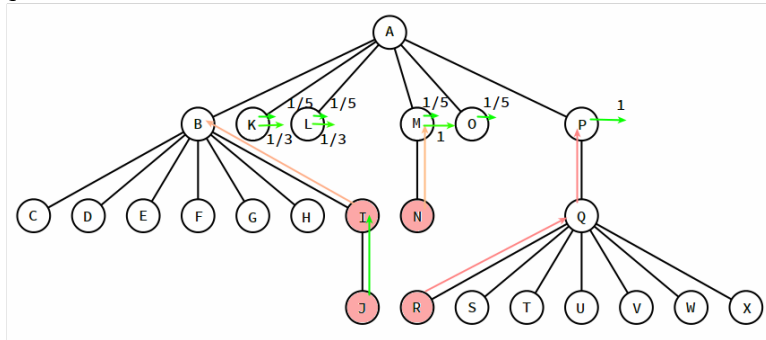 A
1/5 1/5 1/5 1/5 1
B K L M O P
1/3 1/3 1
C D E F G H I N Q
J R S T U V W X